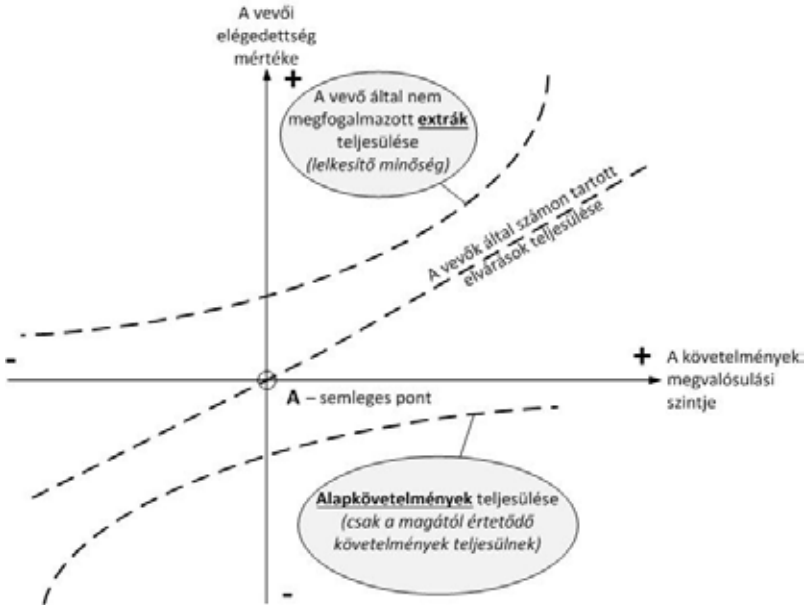 A vevői
elégedettség
mértéke
+
A vevő által nem
megfogalmazott extrák
teljesülése
(lelkesítő minőség)
A vevők által számon tartott
elvárások teljesülése
-
+
A követelmények
megvalósulási
szintje
A – semleges pont
Alapkövetelmények teljesülése
(csak a magától értetődő
követelmények teljesülnek)
-